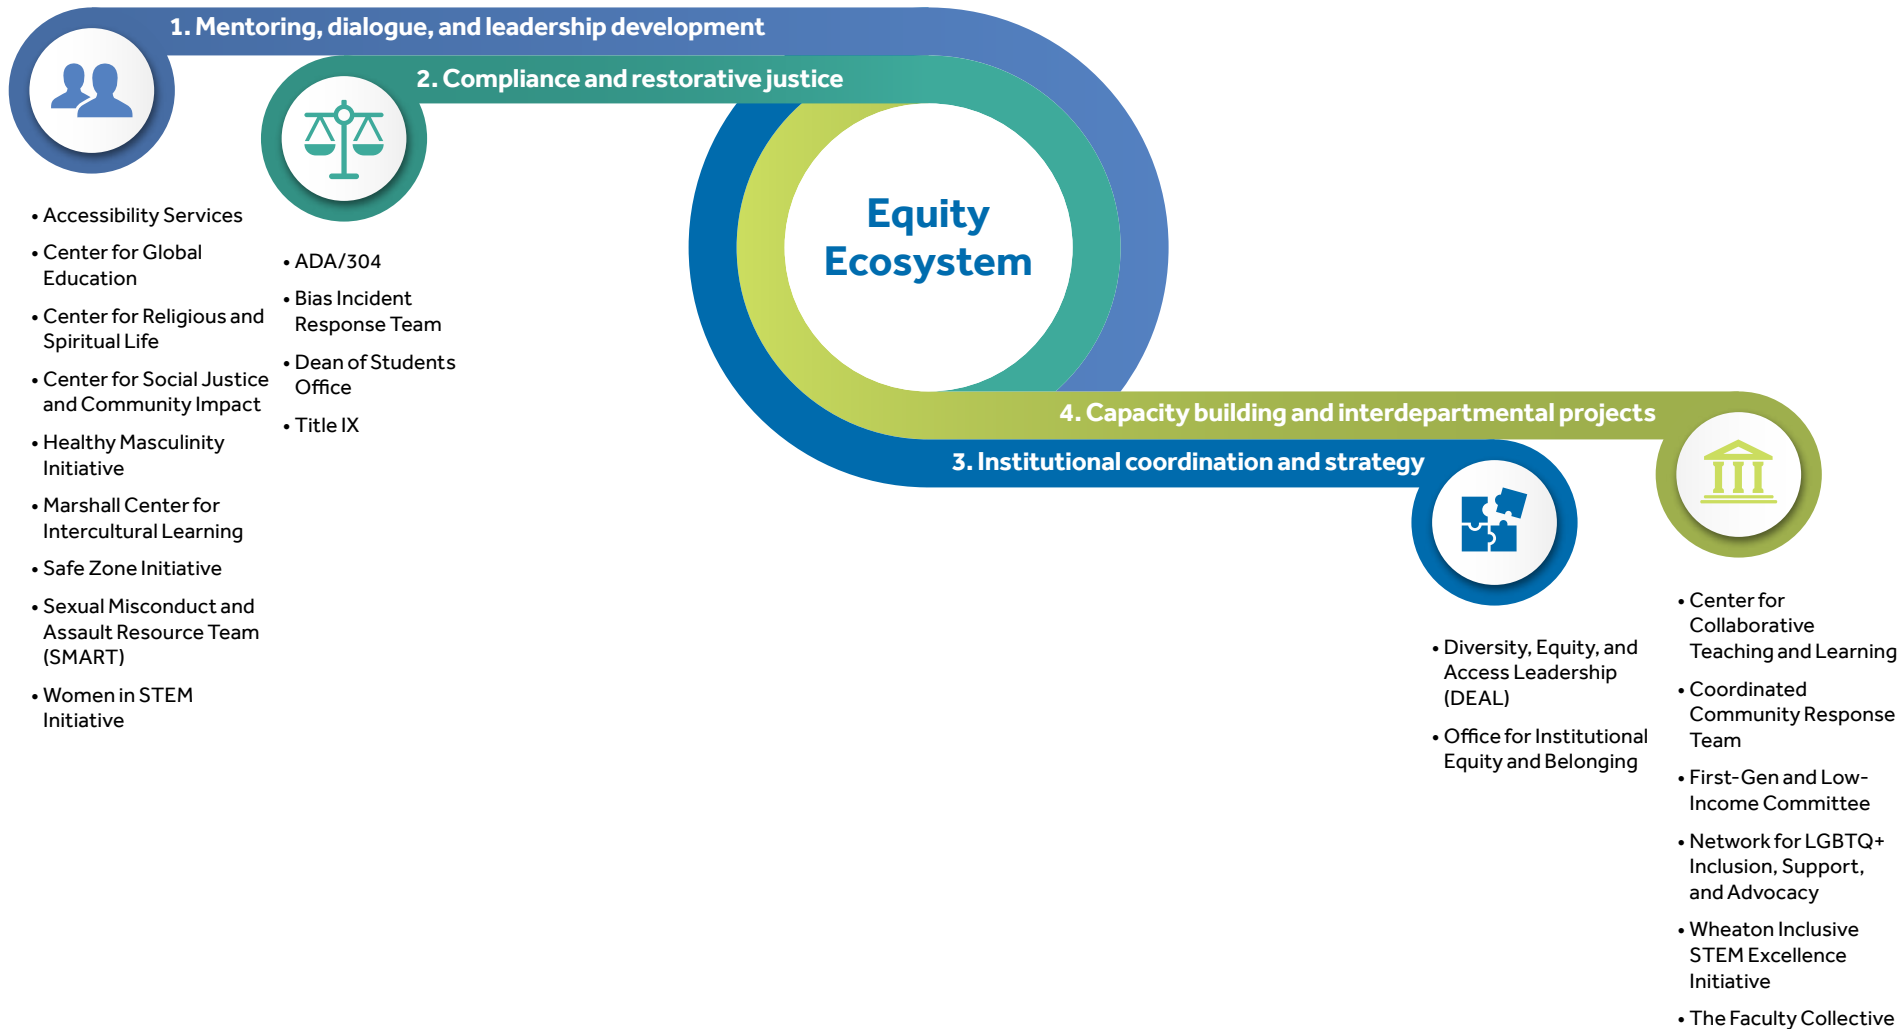 1. Mentoring, dialogue, and leadership development
2. Compliance and restorative justice
Equity
Ecosystem
• Accessibility Services
• Center for Global
Education
• Center for Religious and
Spiritual Life
• Center for Social Justice
and Community Impact
• Healthy Masculinity
Initiative
• Marshall Center for
Intercultural Learning
• Safe Zone Initiative
• Sexual Misconduct and
Assault Resource Team
(SMART)
• Women in STEM
Initiative
• ADA/304
• Bias Incident
Response Team
• Dean of Students
Office
• Title IX
4. Capacity building and interdepartmental projects
3. Institutional coordination and strategy
• Diversity, Equity, and
Access Leadership
(DEAL)
• Office for Institutional
Equity and Belonging
• Center for
Collaborative
Teaching and Learning
• Coordinated
Community Response
Team
• First-Gen and Low-
Income Committee
• Network for LGBTQ+
Inclusion, Support,
and Advocacy
• Wheaton Inclusive
STEM Excellence
Initiative
• The Faculty Collective